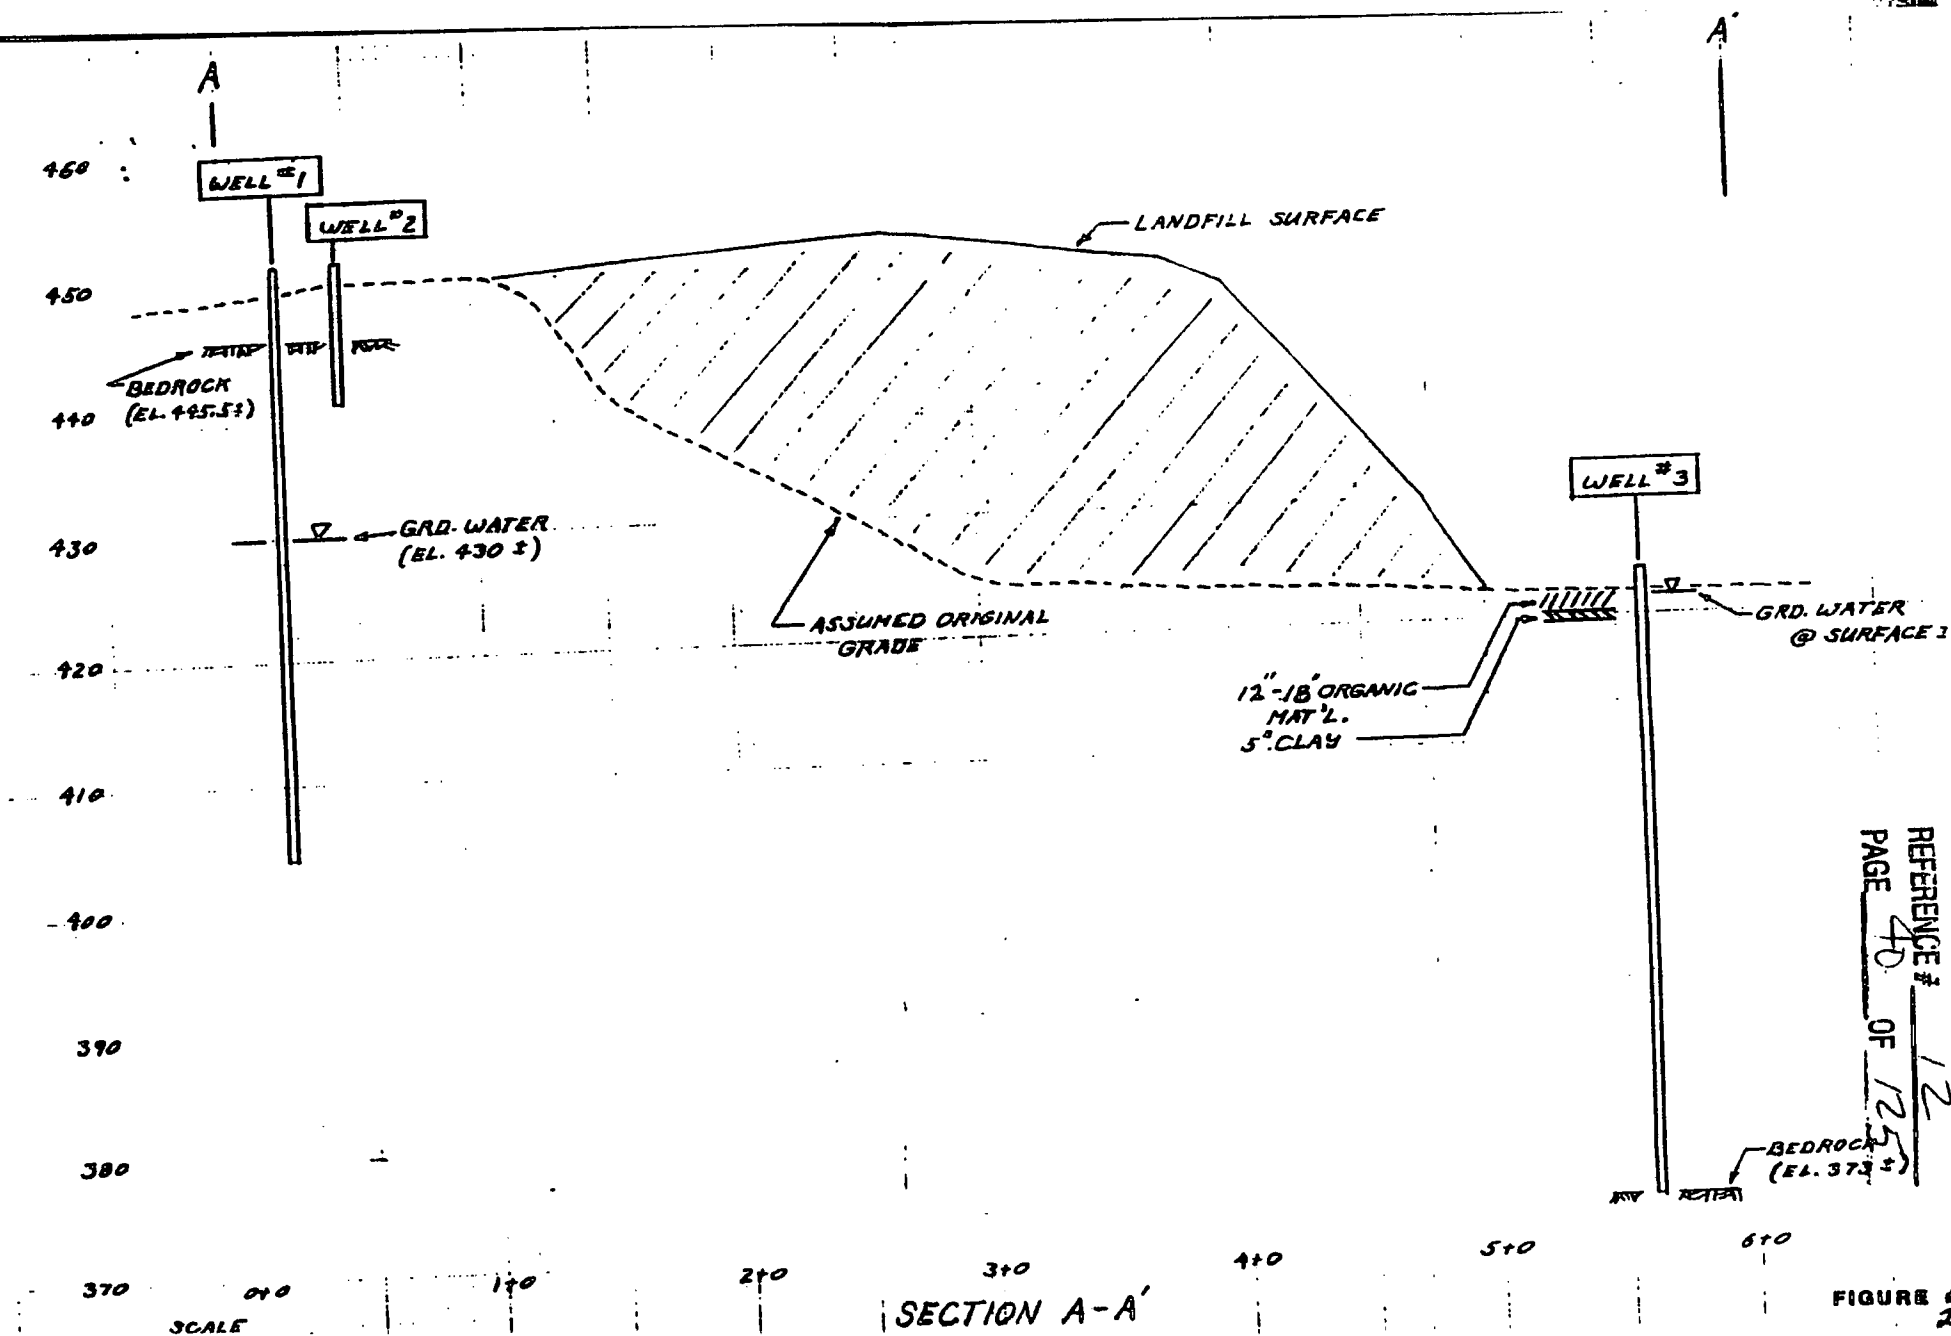 A
A'
460
WELL #1
WELL #2
LANDFILL SURFACE
450
BEDROCK
(EL. 445.5±)
440
WELL #3
430
GRD. WATER
(EL. 430 ±)
ASSUMED ORIGINAL
GRADE
GRD. WATER
@ SURFACE ±
420
12"-18" ORGANIC
MAT'L.
5" CLAY
410
400
390
380
BEDROCK
(EL. 373 ±)
370
0+0
1+0
2+0
3+0
4+0
5+0
6+0
SCALE
SECTION A-A'
FIGURE
REFERENCE # 12
PAGE 40 OF 125